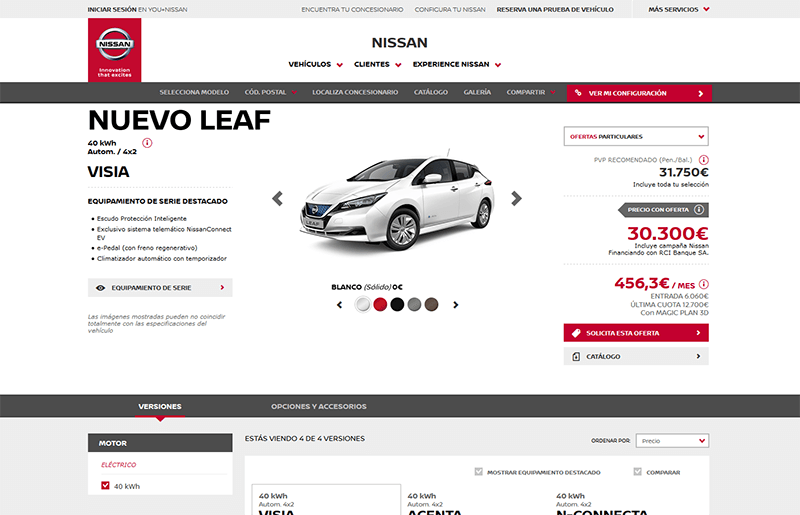 INICIAR SESIÓN EN YOU+NISSAN
ENCUENTRA TU CONCESIONARIO
CONFIGURA TU NISSAN
RESERVA UNA PRUEBA DE VEHÍCULO
MÁS SERVICIOS
NISSAN
Innovation
that excites
NISSAN
VEHÍCULOS
CLIENTES
EXPERIENCE NISSAN
SELECCIONA MODELO
CÓD. POSTAL
LOCALIZA CONCESIONARIO
CATÁLOGO
GALERÍA
COMPARTIR
VER MI CONFIGURACIÓN
NUEVO LEAF
40 kWh
Autom. / 4x2
VISIA
EQUIPAMIENTO DE SERIE DESTACADO
Escudo Protección Inteligente
Exclusivo sistema telemático NissanConnect
EV
e-Pedal (con freno regenerativo)
Climatizador automático con temporizador
EQUIPAMIENTO DE SERIE
Las imágenes mostradas pueden no coincidir
totalmente con las especificaciones del
vehículo
LEAF
BLANCO (Sólido) 0€
OFERTAS PARTICULARES
PVP RECOMENDADO (Pen./Bal.)
31.750€
Incluye toda tu selección
PRECIO CON OFERTA
30.300€
Incluye campaña Nissan
Financiando con RCI Banque SA.
456,3€ / MES
ENTRADA 6.060€
ÚLTIMA CUOTA 12.700€
Con MAGIC PLAN 3D
SOLICITA ESTA OFERTA
CATÁLOGO
VERSIONES
OPCIONES Y ACCESORIOS
MOTOR
ELÉCTRICO
40 kWh
ESTÁS VIENDO 4 DE 4 VERSIONES
ORDENAR POR:
Precio
MOSTRAR EQUIPAMIENTO DESTACADO
COMPARAR
40 kWh
Autom. 4x2
VISIA
40 kWh
Autom. 4x2
ACENTA
40 kWh
Autom. 4x2
N-CONNECTA